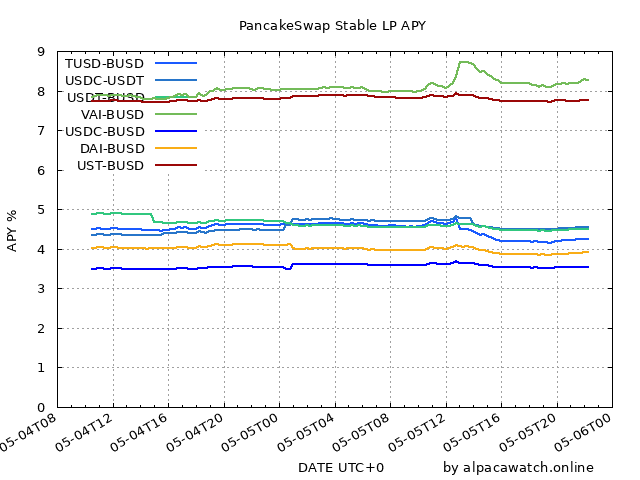 PancakeSwap Stable LP APY
9
8
7
6
5
4
3
2
1
0
APY %
TUSD-BUSD
USDC-USDT
USDT-BUSD
VAI-BUSD
USDC-BUSD
DAI-BUSD
UST-BUSD
05-04T08
05-04T12
05-04T16
05-04T20
05-05T00
05-05T04
05-05T08
05-05T12
05-05T16
05-05T20
05-06T00
DATE UTC+0
by alpacawatch.online